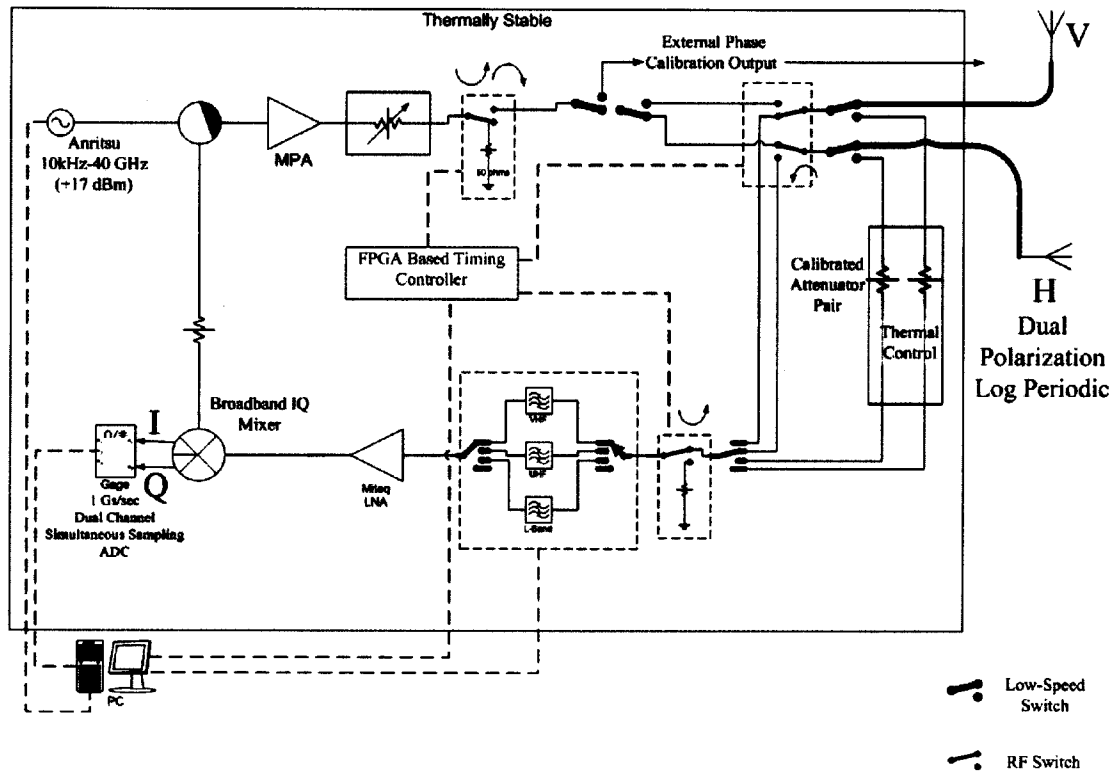 Thermally Stable
External Phase
Calibration Output
V
Anritsu
10kHz-40 GHz
(+17 dBm)
MPA
50 ohms
FPGA Based Timing
Controller
Calibrated
Attenuator
Pair
Thermal
Control
H
Dual
Polarization
Log Periodic
Broadband IQ
Mixer
I
Q
Gage
1 Gs/sec
Dual Channel
Simultaneous Sampling
ADC
Miteq
LNA
VHF
UHF
L-Band
PC
Low-Speed
Switch
RF Switch